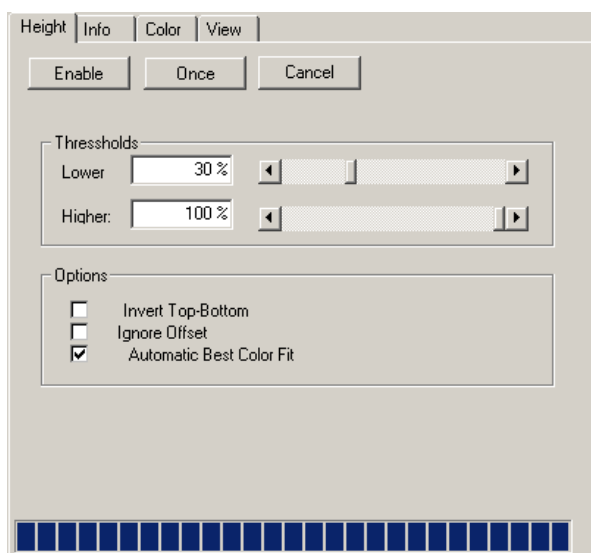 Height Info Color View
Enable Once Cancel
Thressholds
Lower 30 %
Higher: 100 %
Options
Invert Top-Bottom
Ignore Offset
Automatic Best Color Fit